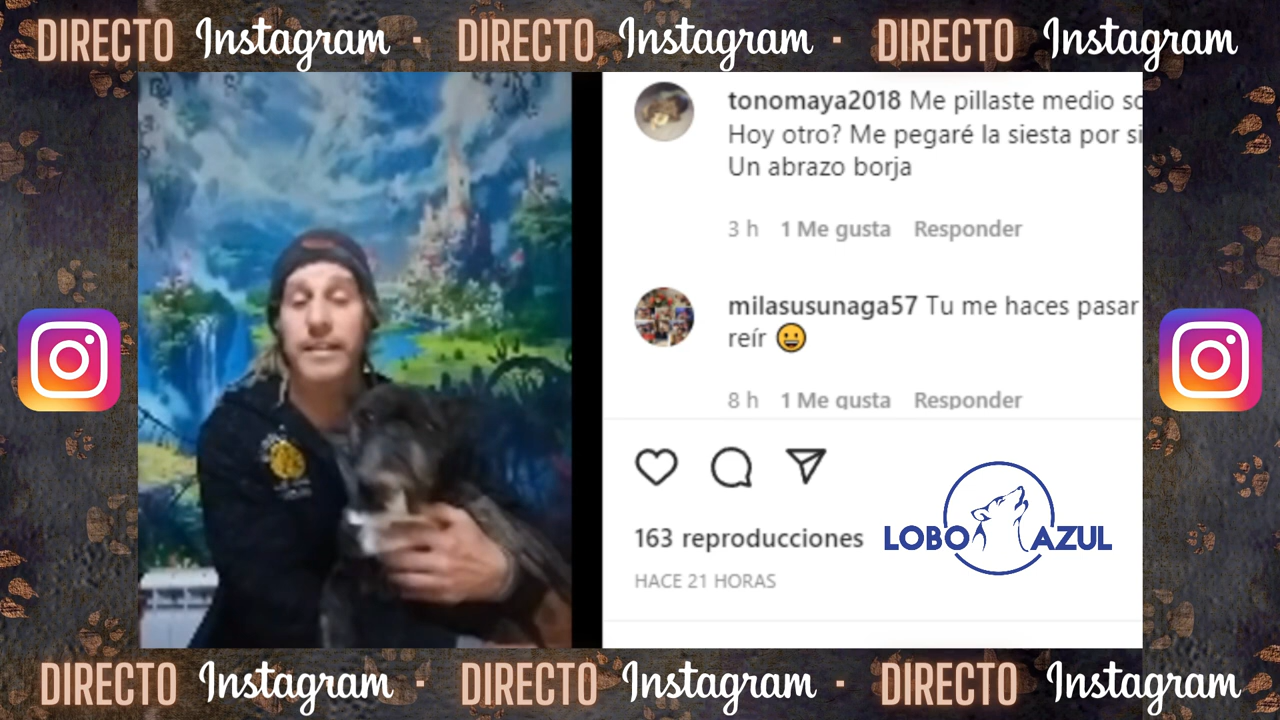 DIRECTO Instagram · DIRECTO Instagram · DIRECTO Instagram
tonomaya2018 Me pillaste medio
Hoy otro? Me pegaré la siesta por si
Un abrazo borja
3 h 1 Me gusta Responder
milasusunaga57 Tu me haces pasar
reír 😀
8 h 1 Me gusta Responder
163 reproducciones
LOBO AZUL
HACE 21 HORAS
DIRECTO Instagram · DIRECTO Instagram · DIRECTO Instagram